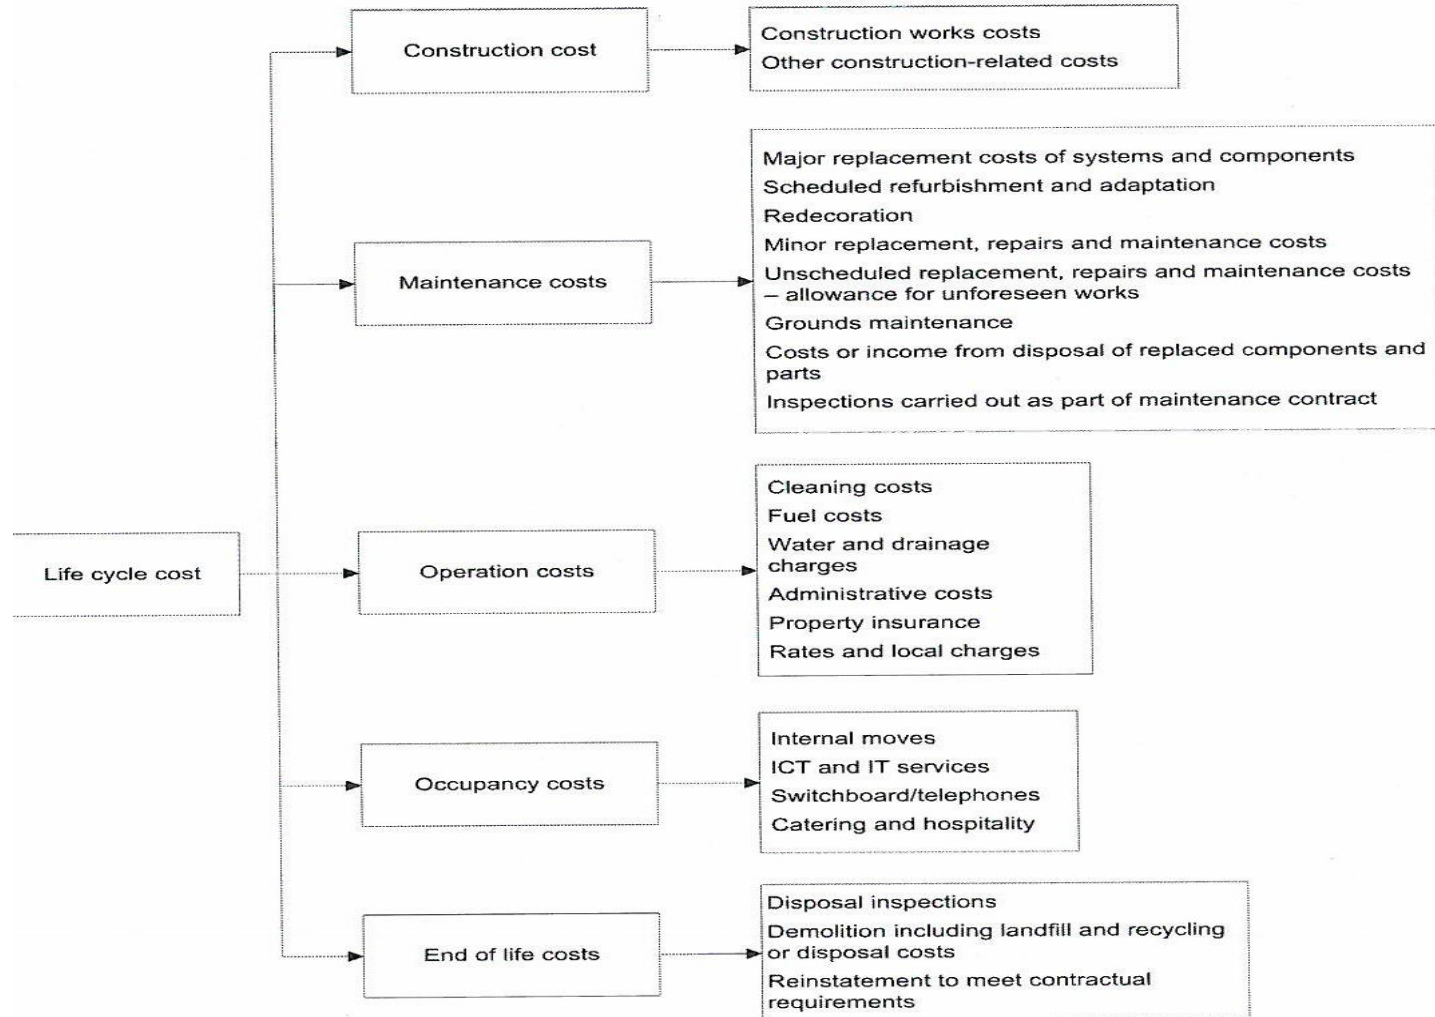 Construction cost
Construction works costs
Other construction-related costs
Maintenance costs
Major replacement costs of systems and components
Scheduled refurbishment and adaptation
Redecoration
Minor replacement, repairs and maintenance costs
Unscheduled replacement, repairs and maintenance costs
– allowance for unforeseen works
Grounds maintenance
Costs or income from disposal of replaced components and
parts
Inspections carried out as part of maintenance contract
Life cycle cost
Operation costs
Cleaning costs
Fuel costs
Water and drainage
charges
Administrative costs
Property insurance
Rates and local charges
Occupancy costs
Internal moves
ICT and IT services
Switchboard/telephones
Catering and hospitality
End of life costs
Disposal inspections
Demolition including landfill and recycling
or disposal costs
Reinstatement to meet contractual
requirements